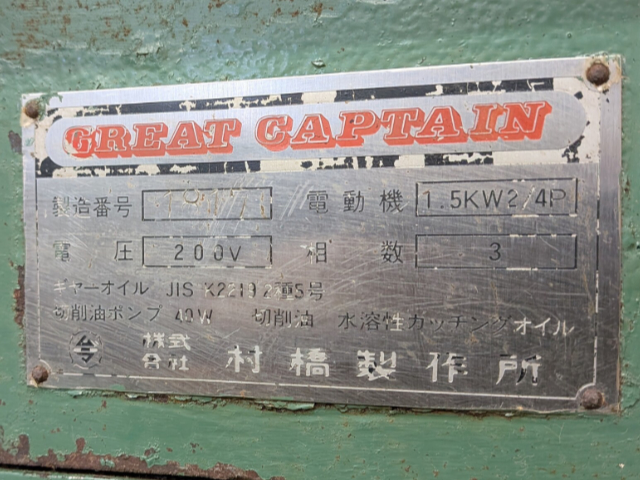 GREAT CAPTAIN
製造番号 電動機 1.5KW2/4P
電圧 200V 相数 3
ギヤーオイル JIS K2219 2種5号
切削油ポンプ 40W 切削油 水溶性カッチングオイル
株式会社 村橋製作所